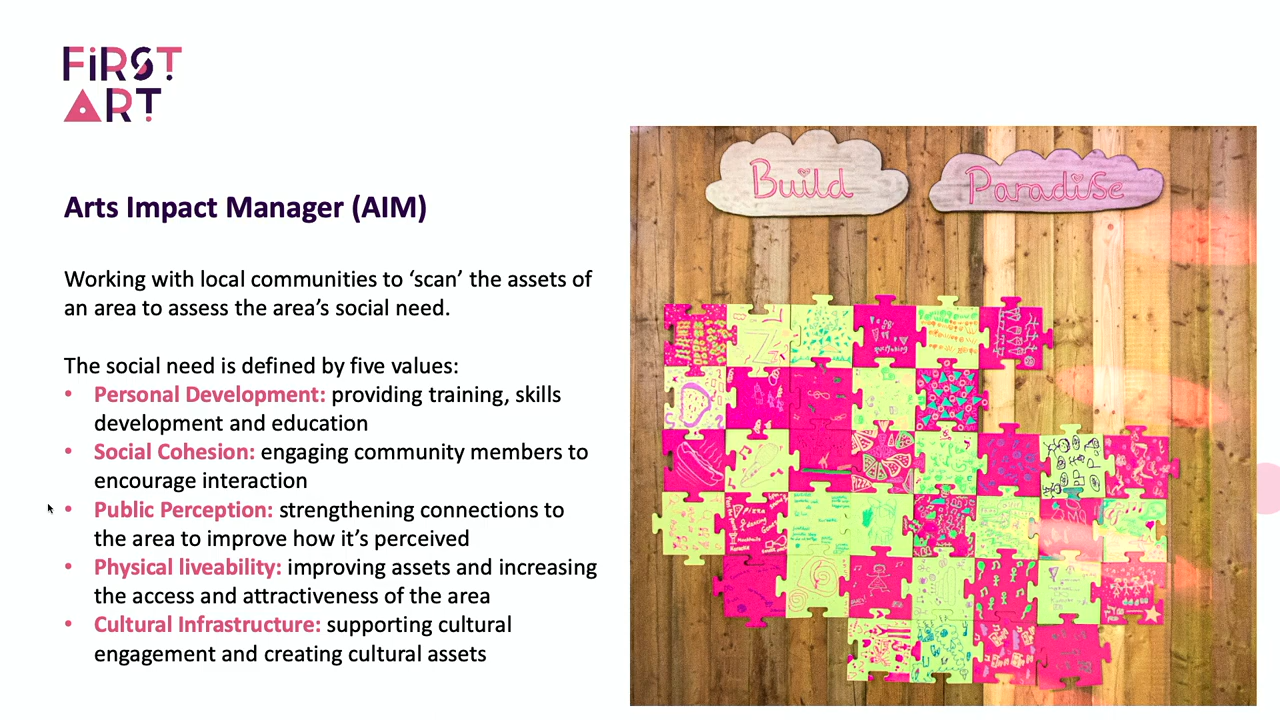 FiRST
ART
Arts Impact Manager (AIM)
Working with local communities to ‘scan’ the assets of
an area to assess the area’s social need.
The social need is defined by five values:
• Personal Development: providing training, skills
development and education
• Social Cohesion: engaging community members to
encourage interaction
• Public Perception: strengthening connections to
the area to improve how it’s perceived
• Physical liveability: improving assets and increasing
the access and attractiveness of the area
• Cultural Infrastructure: supporting cultural
engagement and creating cultural assets
Build Paradise
Pizza